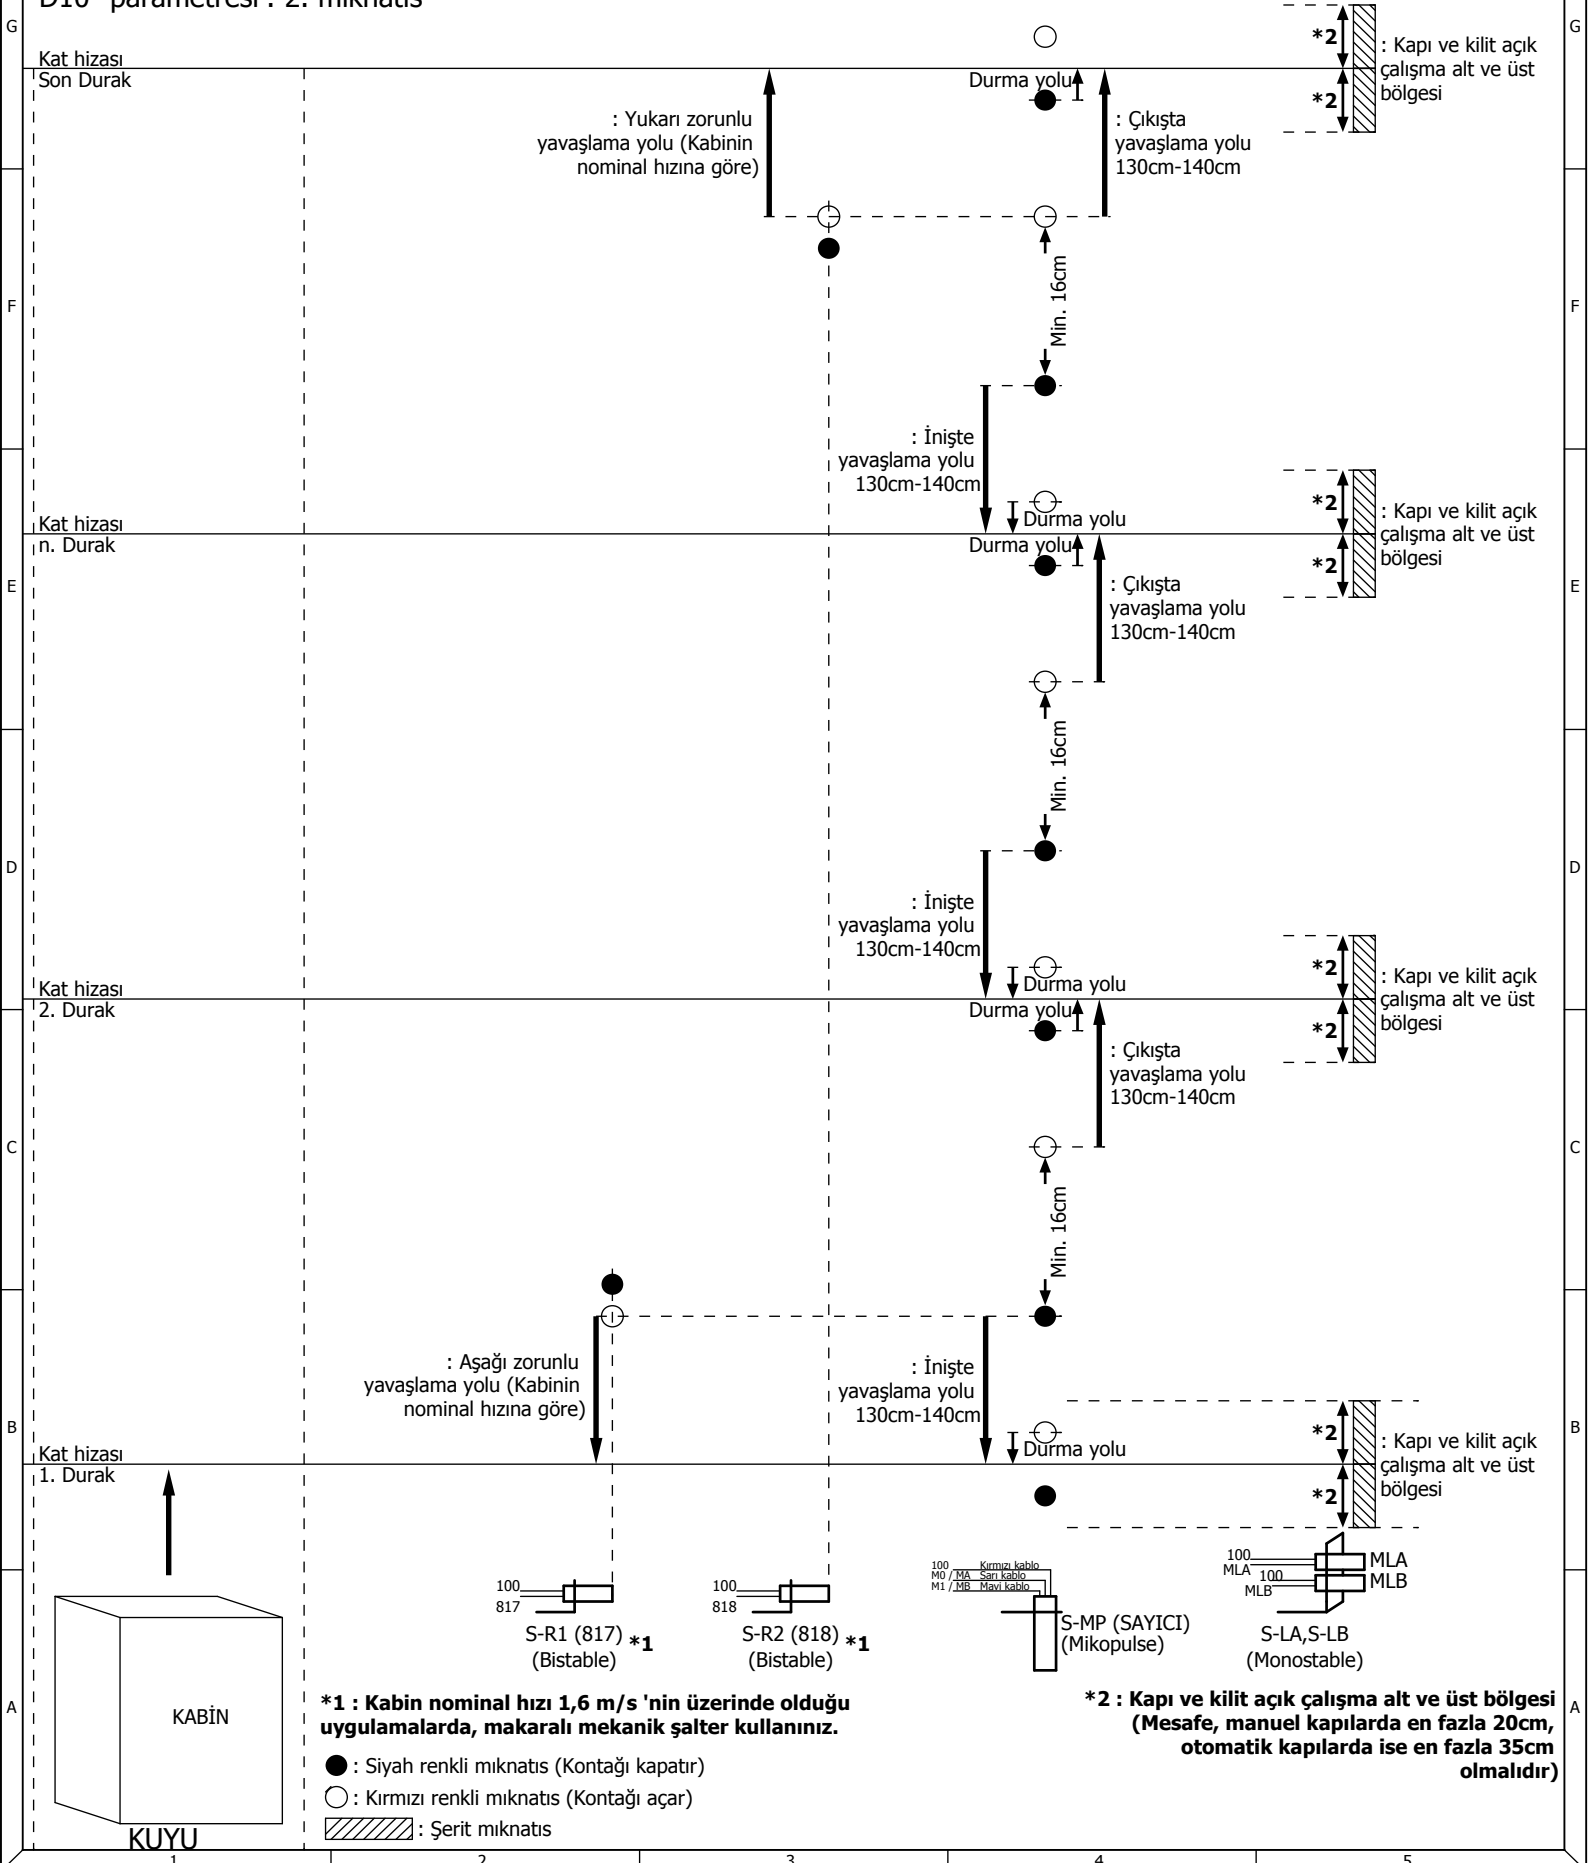 D10 parametresi : 2. mıknatıs
G
G
Kat hizası
Son Durak
Durma yolu
*2
*2
: Kapı ve kilit açık
çalışma alt ve üst
bölgesi
: Yukarı zorunlu
yavaşlama yolu (Kabinin
nominal hızına göre)
: Çıkışta
yavaşlama yolu
130cm-140cm
F
F
Min. 16cm
: İnişte
yavaşlama yolu
130cm-140cm
Kat hizası
n. Durak
Durma yolu
Durma yolu
*2
*2
: Kapı ve kilit açık
çalışma alt ve üst
bölgesi
E
E
: Çıkışta
yavaşlama yolu
130cm-140cm
Min. 16cm
D
D
: İnişte
yavaşlama yolu
130cm-140cm
Kat hizası
2. Durak
Durma yolu
Durma yolu
*2
*2
: Kapı ve kilit açık
çalışma alt ve üst
bölgesi
: Çıkışta
yavaşlama yolu
130cm-140cm
C
C
Min. 16cm
: Aşağı zorunlu
yavaşlama yolu (Kabinin
nominal hızına göre)
: İnişte
yavaşlama yolu
130cm-140cm
B
B
Kat hizası
1. Durak
Durma yolu
*2
*2
: Kapı ve kilit açık
çalışma alt ve üst
bölgesi
100
817
S-R1 (817) *1
(Bistable)
100
818
S-R2 (818) *1
(Bistable)
100 Kırmızı kablo
M0 / MA Sarı kablo
M1 / MB Mavi kablo
S-MP (SAYICI)
(Mikopulse)
100
MLA
100
MLB
MLA
MLB
S-LA,S-LB
(Monostable)
A
A
KABİN
KUYU
*1 : Kabin nominal hızı 1,6 m/s 'nin üzerinde olduğu
uygulamalarda, makaralı mekanik şalter kullanınız.
: Siyah renkli mıknatıs (Kontağı kapatır)
: Kırmızı renkli mıknatıs (Kontağı açar)
: Şerit mıknatıs
*2 : Kapı ve kilit açık çalışma alt ve üst bölgesi
(Mesafe, manuel kapılarda en fazla 20cm,
otomatik kapılarda ise en fazla 35cm
olmalıdır)
1
2
3
4
5